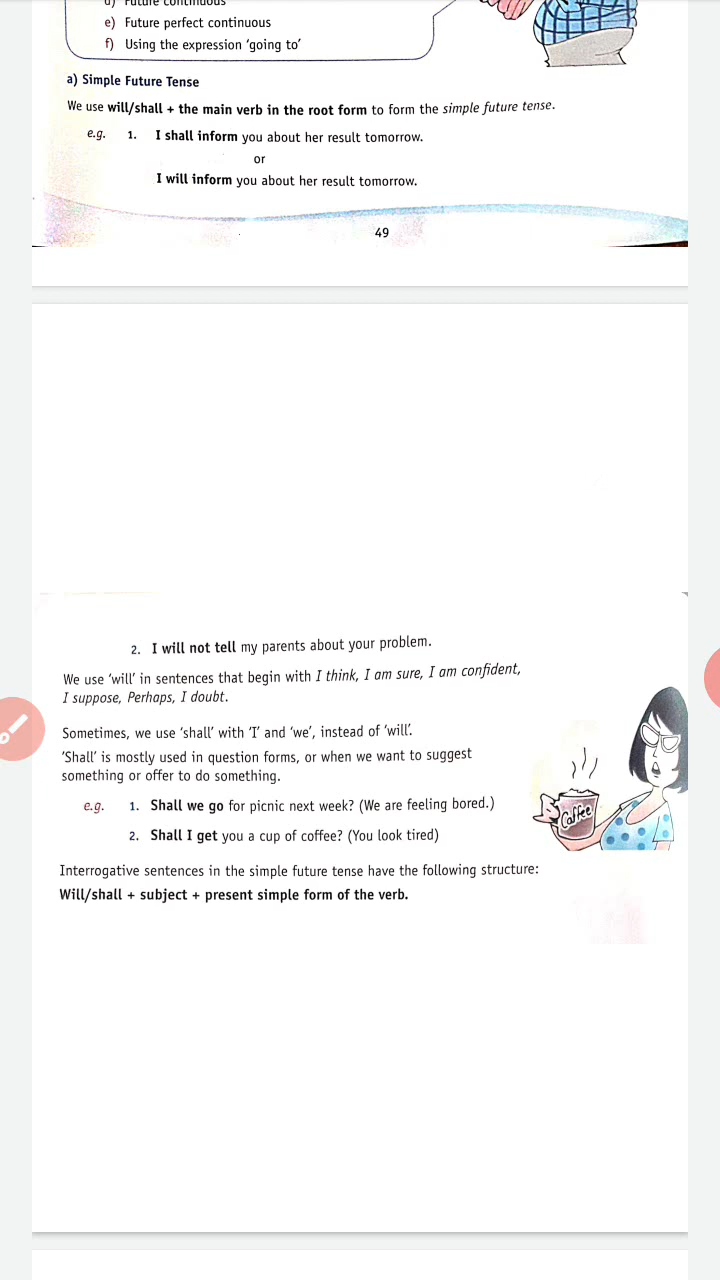 d) Future continuous
e) Future perfect continuous
f) Using the expression ‘going to’
a) Simple Future Tense
We use will/shall + the main verb in the root form to form the simple future tense.
e.g. 1. I shall inform you about her result tomorrow.
or
I will inform you about her result tomorrow.
49
2. I will not tell my parents about your problem.
We use ‘will’ in sentences that begin with I think, I am sure, I am confident,
I suppose, Perhaps, I doubt.
Sometimes, we use ‘shall’ with ‘I’ and ‘we’, instead of ‘will’.
‘Shall’ is mostly used in question forms, or when we want to suggest
something or offer to do something.
e.g. 1. Shall we go for picnic next week? (We are feeling bored.)
2. Shall I get you a cup of coffee? (You look tired)
Coffee
Interrogative sentences in the simple future tense have the following structure:
Will/shall + subject + present simple form of the verb.